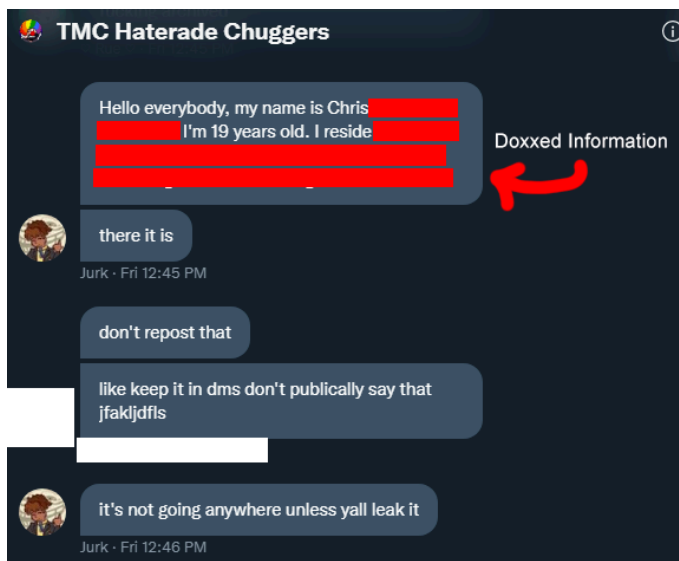 TMC Haterade Chuggers
Hello everybody, my name is Chris
I'm 19 years old. I reside
Doxxed Information
there it is
Jurk · Fri 12:45 PM
don't repost that
like keep it in dms don't publically say that
jfakljdfls
it's not going anywhere unless yall leak it
Jurk · Fri 12:46 PM